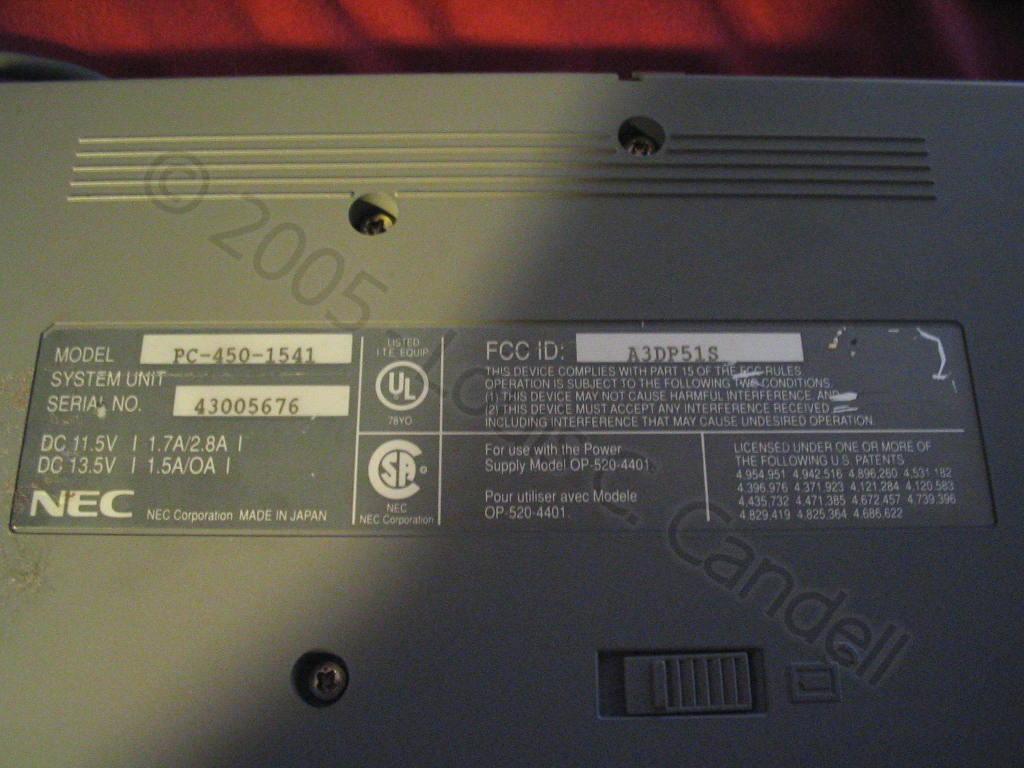 MODEL PC-450-1541
SYSTEM UNIT
SERIAL NO. 43005676
DC 11.5V | 1.7A/2.8A |
DC 13.5V | 1.5A/OA |
NEC NEC Corporation MADE IN JAPAN
LISTED
I.T.E. EQUIP.
UL
78YO
SA
NEC
NEC Corporation
FCC ID: A3DP51S
THIS DEVICE COMPLIES WITH PART 15 OF THE FCC RULES
OPERATION IS SUBJECT TO THE FOLLOWING TWO CONDITIONS.
(1) THIS DEVICE MAY NOT CAUSE HARMFUL INTERFERENCE, AND
(2) THIS DEVICE MUST ACCEPT ANY INTERFERENCE RECEIVED
INCLUDING INTERFERENCE THAT MAY CAUSE UNDESIRED OPERATION.
For use with the Power
Supply Model OP-520-4401.
Pour utiliser avec Modele
OP-520-4401.
LICENSED UNDER ONE OR MORE OF
THE FOLLOWING U.S. PATENTS
4.954.951 4.942.516 4.896.260 4.531.182
4.396.976 4.371.923 4.121.284 4.120.583
4.435.732 4.471.385 4.672.457 4.739.396
4.829.419 4.825.364 4.686.622
© 2005 C. Candell